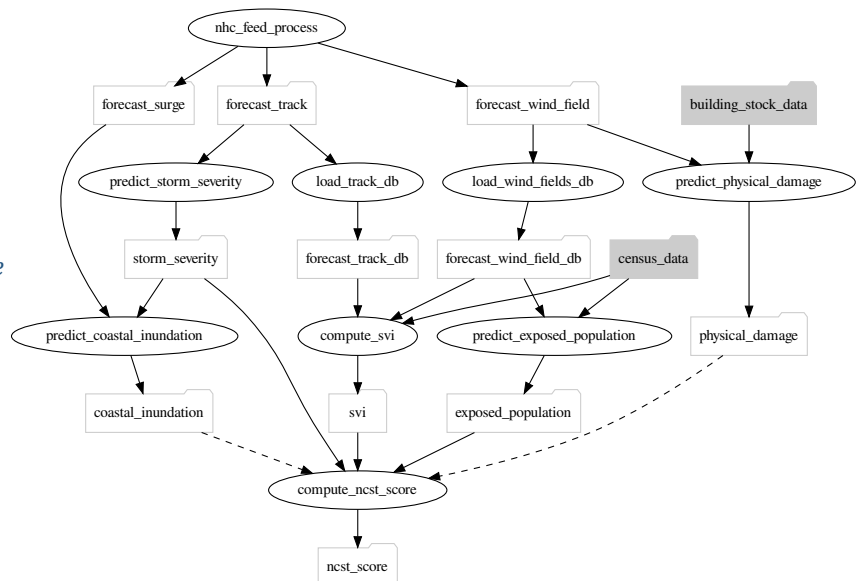 nhc_feed_process
forecast_surge
forecast_track
forecast_wind_field
building_stock_data
predict_storm_severity
load_track_db
load_wind_fields_db
predict_physical_damage
storm_severity
forecast_track_db
forecast_wind_field_db
census_data
e
predict_coastal_inundation
compute_svi
predict_exposed_population
physical_damage
coastal_inundation
svi
exposed_population
compute_ncst_score
ncst_score